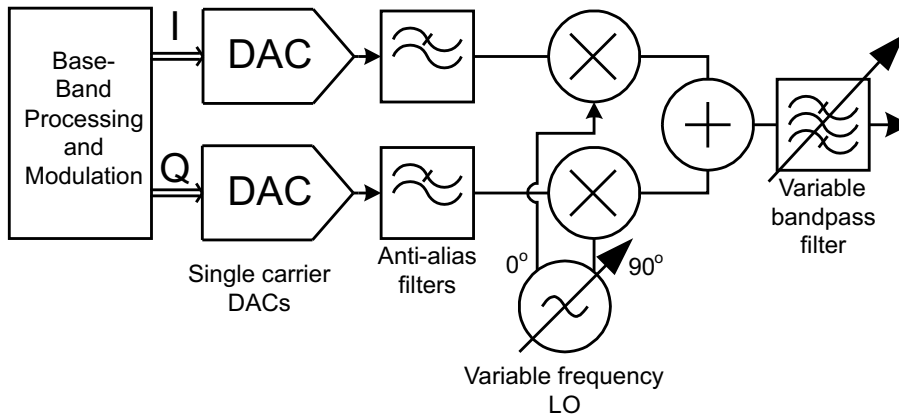 Base-
Band
Processing
and
Modulation
I
DAC
Q
DAC
Single carrier
DACs
Anti-alias
filters
0°
90°
Variable frequency
LO
Variable
bandpass
filter